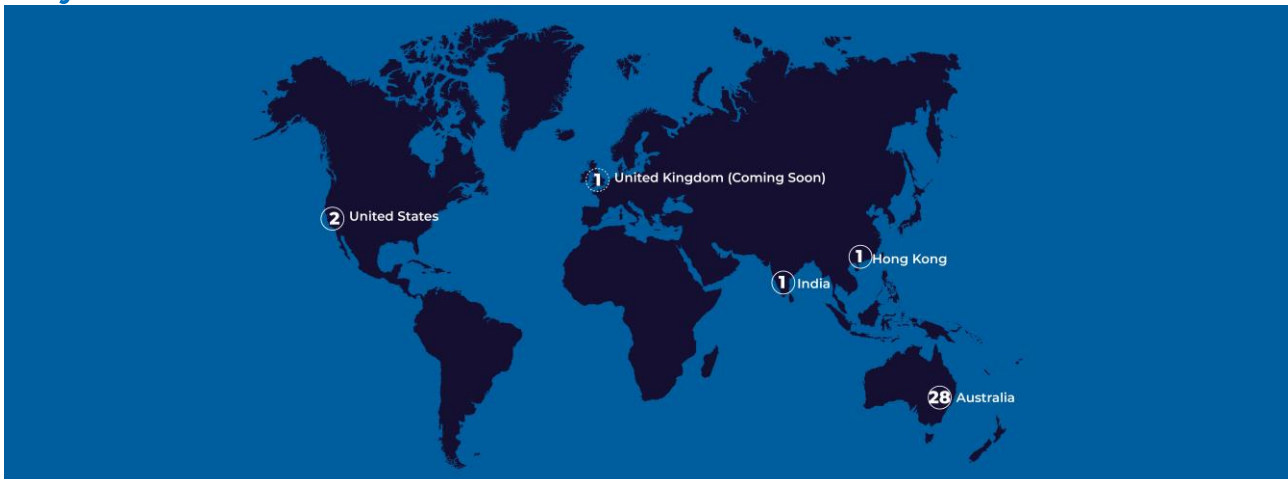 1 United Kingdom (Coming Soon)
2 United States
1 Hong Kong
1 India
28 Australia